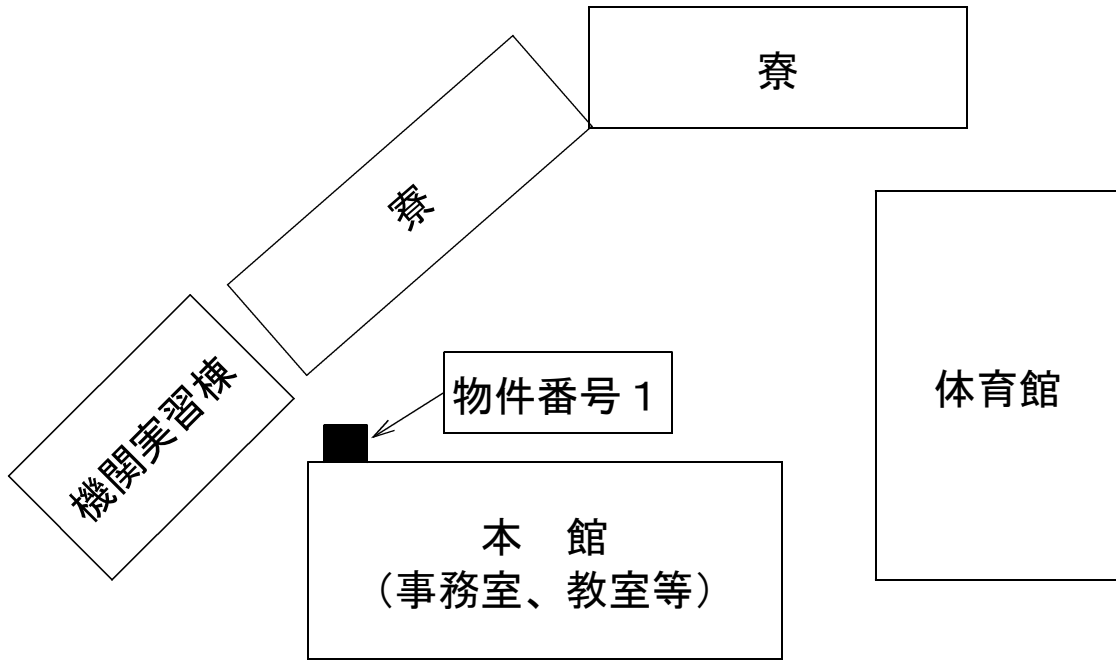 寮
寮
機関実習棟
物件番号１
体育館
本　館
（事務室、教室等）